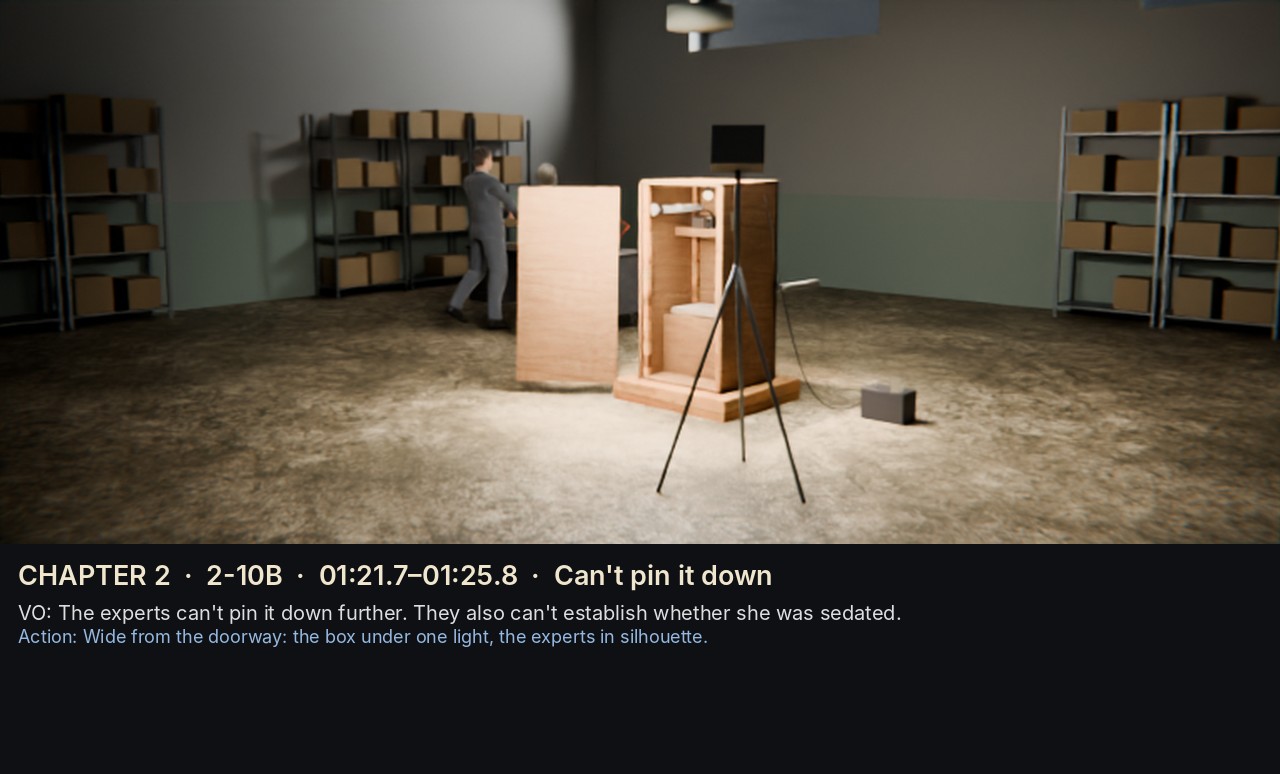 CHAPTER 2 · 2-10B · 01:21.7–01:25.8 · Can't pin it down
VO: The experts can't pin it down further. They also can't establish whether she was sedated.
Action: Wide from the doorway: the box under one light, the experts in silhouette.